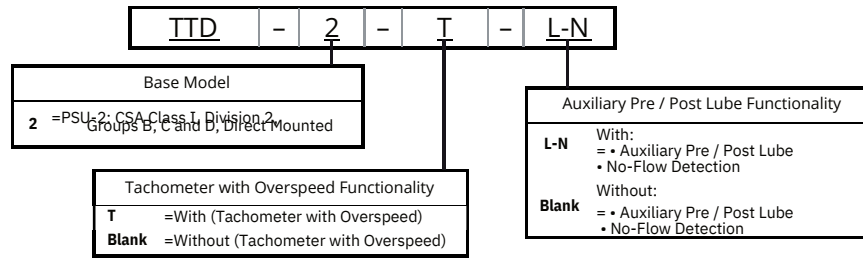 TTD – 2 – T – L-N
Base Model
2 =PSU-2: CSA Class I, Division 2,
Groups B, C and D, Direct Mounted
Auxiliary Pre / Post Lube Functionality
L-N With:
= • Auxiliary Pre / Post Lube
• No-Flow Detection
Blank Without:
= • Auxiliary Pre / Post Lube
• No-Flow Detection
Tachometer with Overspeed Functionality
T =With (Tachometer with Overspeed)
Blank =Without (Tachometer with Overspeed)